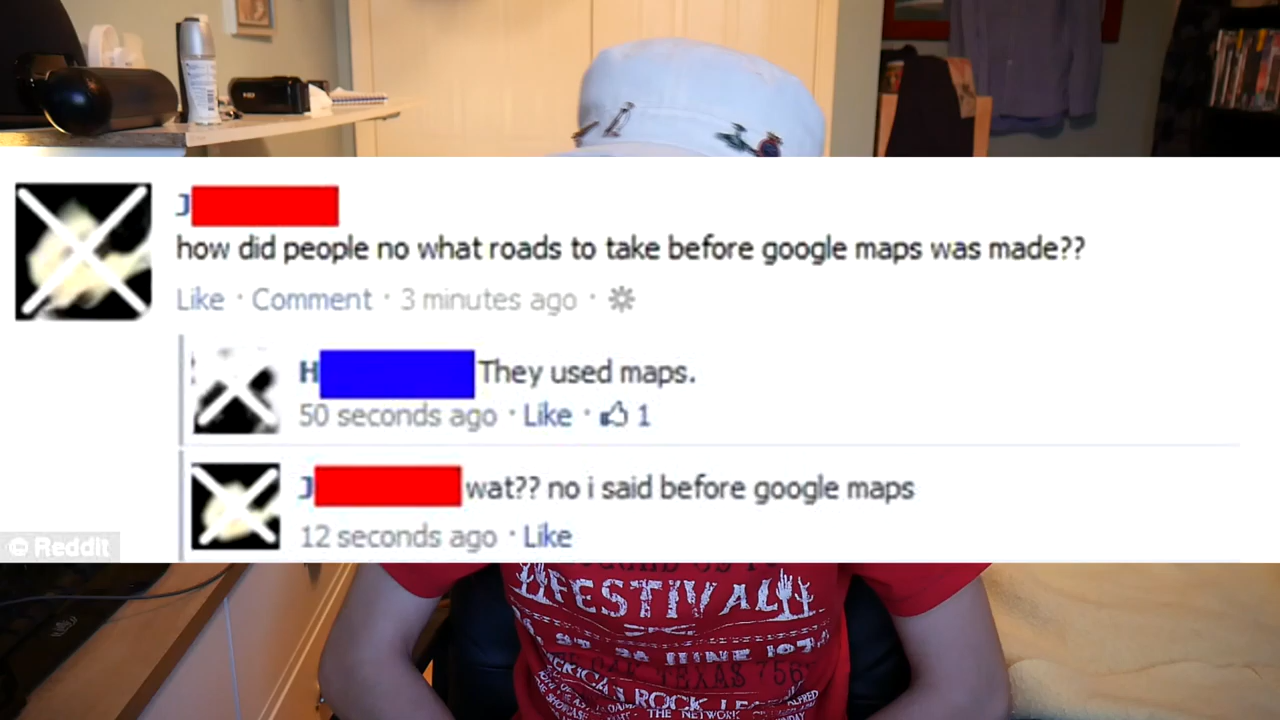 J
how did people no what roads to take before google maps was made??
Like · Comment · 3 minutes ago ·
H They used maps.
50 seconds ago · Like · 1
J wat?? no i said before google maps
12 seconds ago · Like
© Reddit
FESTIVAL
JUNE
TEXAS
ROCK
THE NETWORK